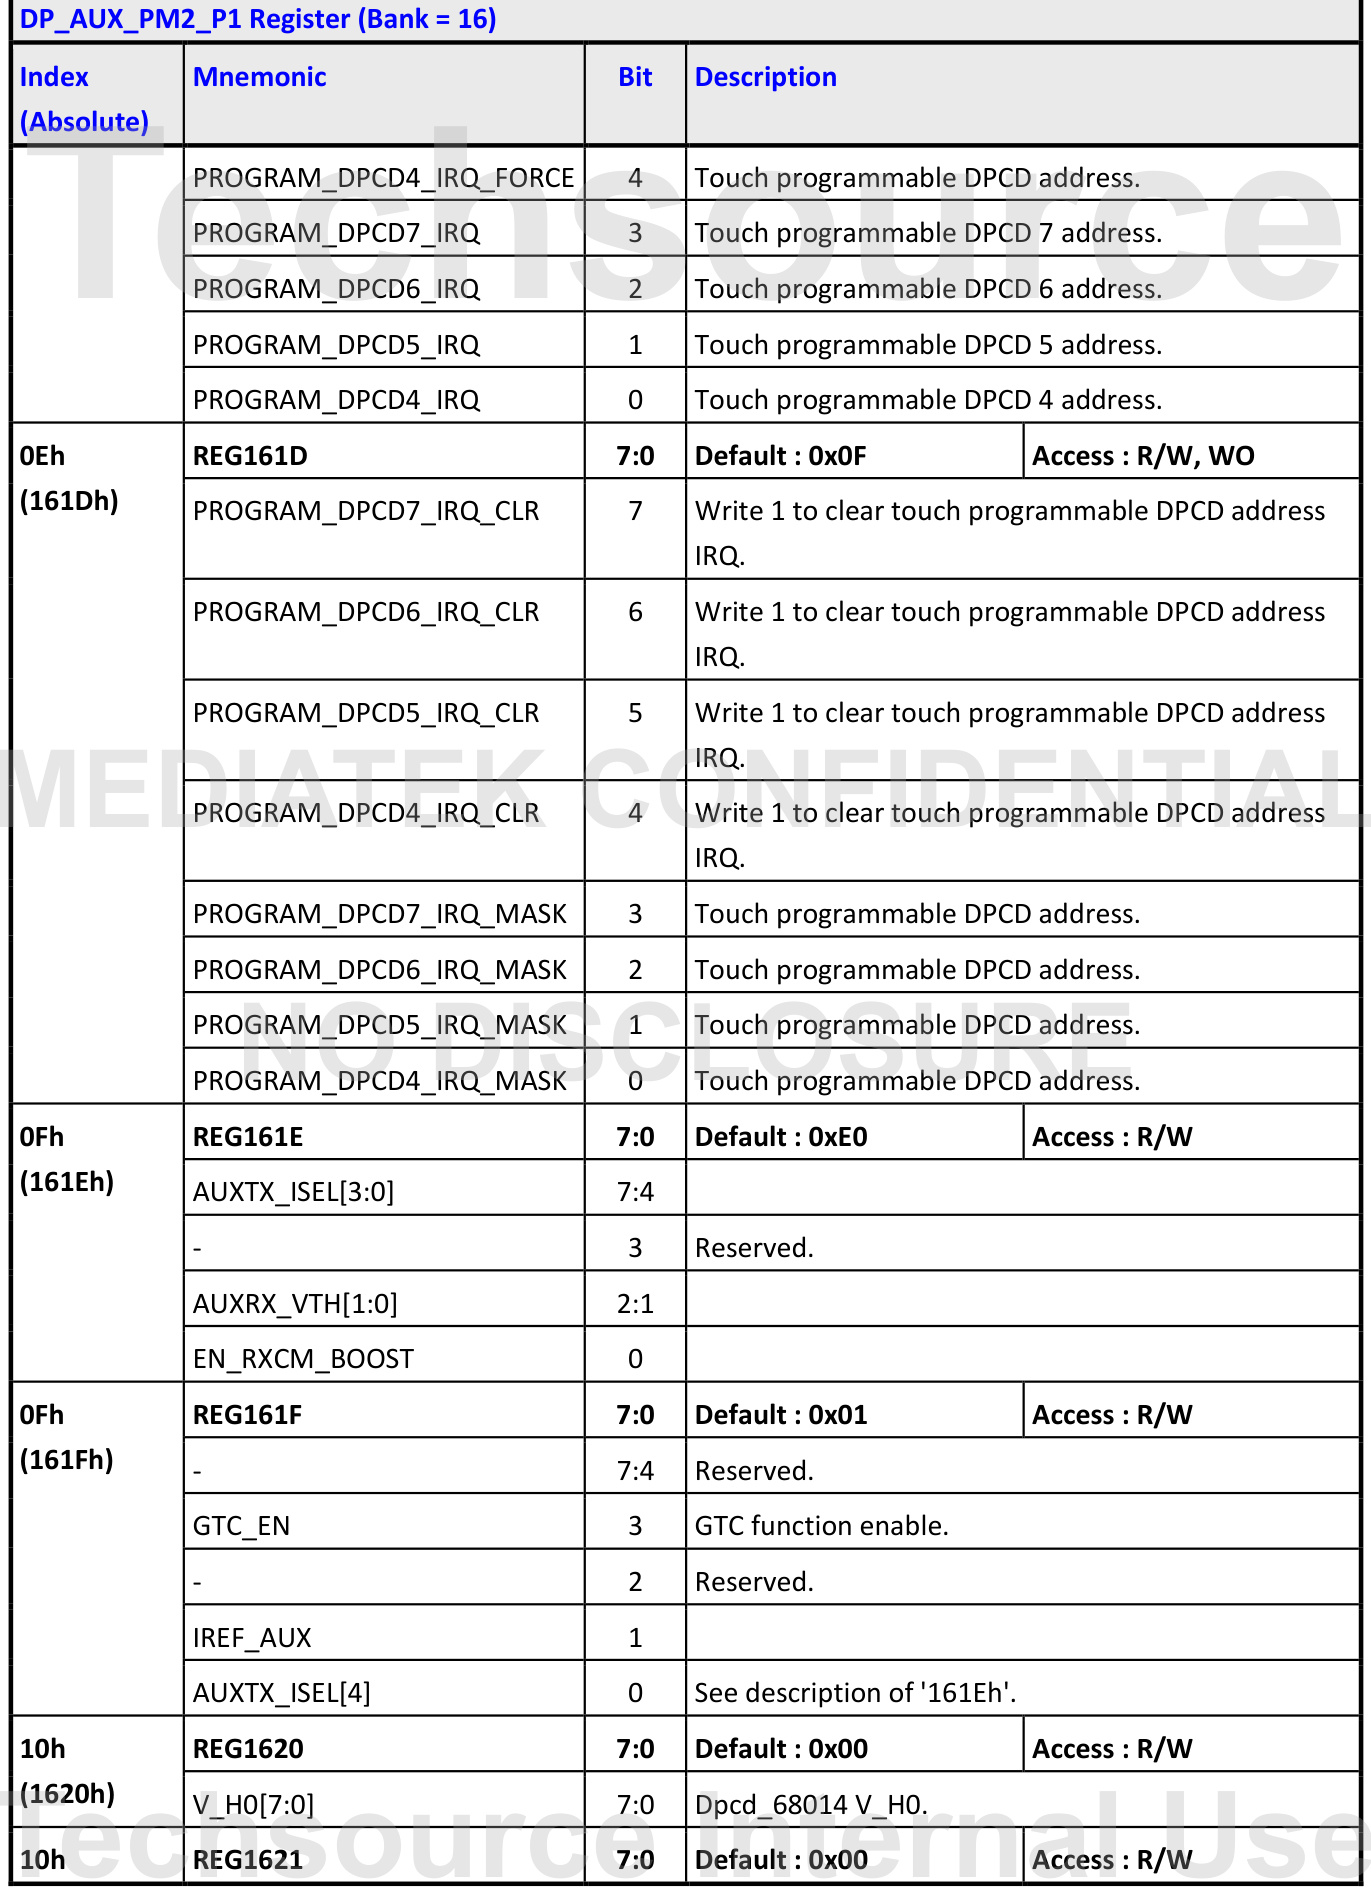 DP_AUX_PM2_P1 Register (Bank = 16)
Index (Absolute) Mnemonic Bit Description
PROGRAM_DPCD4_IRQ_FORCE 4 Touch programmable DPCD address.
PROGRAM_DPCD7_IRQ 3 Touch programmable DPCD 7 address.
PROGRAM_DPCD6_IRQ 2 Touch programmable DPCD 6 address.
PROGRAM_DPCD5_IRQ 1 Touch programmable DPCD 5 address.
PROGRAM_DPCD4_IRQ 0 Touch programmable DPCD 4 address.
0Eh REG161D 7:0 Default : 0x0F Access : R/W, WO
(161Dh) PROGRAM_DPCD7_IRQ_CLR 7 Write 1 to clear touch programmable DPCD address
IRQ.
PROGRAM_DPCD6_IRQ_CLR 6 Write 1 to clear touch programmable DPCD address
IRQ.
PROGRAM_DPCD5_IRQ_CLR 5 Write 1 to clear touch programmable DPCD address
IRQ.
PROGRAM_DPCD4_IRQ_CLR 4 Write 1 to clear touch programmable DPCD address
IRQ.
PROGRAM_DPCD7_IRQ_MASK 3 Touch programmable DPCD address.
PROGRAM_DPCD6_IRQ_MASK 2 Touch programmable DPCD address.
PROGRAM_DPCD5_IRQ_MASK 1 Touch programmable DPCD address.
PROGRAM_DPCD4_IRQ_MASK 0 Touch programmable DPCD address.
0Fh REG161E 7:0 Default : 0xE0 Access : R/W
(161Eh) AUXTX_ISEL[3:0] 7:4
- 3 Reserved.
AUXRX_VTH[1:0] 2:1
EN_RXCM_BOOST 0
0Fh REG161F 7:0 Default : 0x01 Access : R/W
(161Fh) - 7:4 Reserved.
GTC_EN 3 GTC function enable.
- 2 Reserved.
IREF_AUX 1
AUXTX_ISEL[4] 0 See description of '161Eh'.
10h REG1620 7:0 Default : 0x00 Access : R/W
(1620h) V_H0[7:0] 7:0 Dpcd_68014 V_H0.
10h REG1621 7:0 Default : 0x00 Access : R/W
Techsource
MEDIATEK CONFIDENTIAL
NO DISCLOSURE
Techsource Internal Use